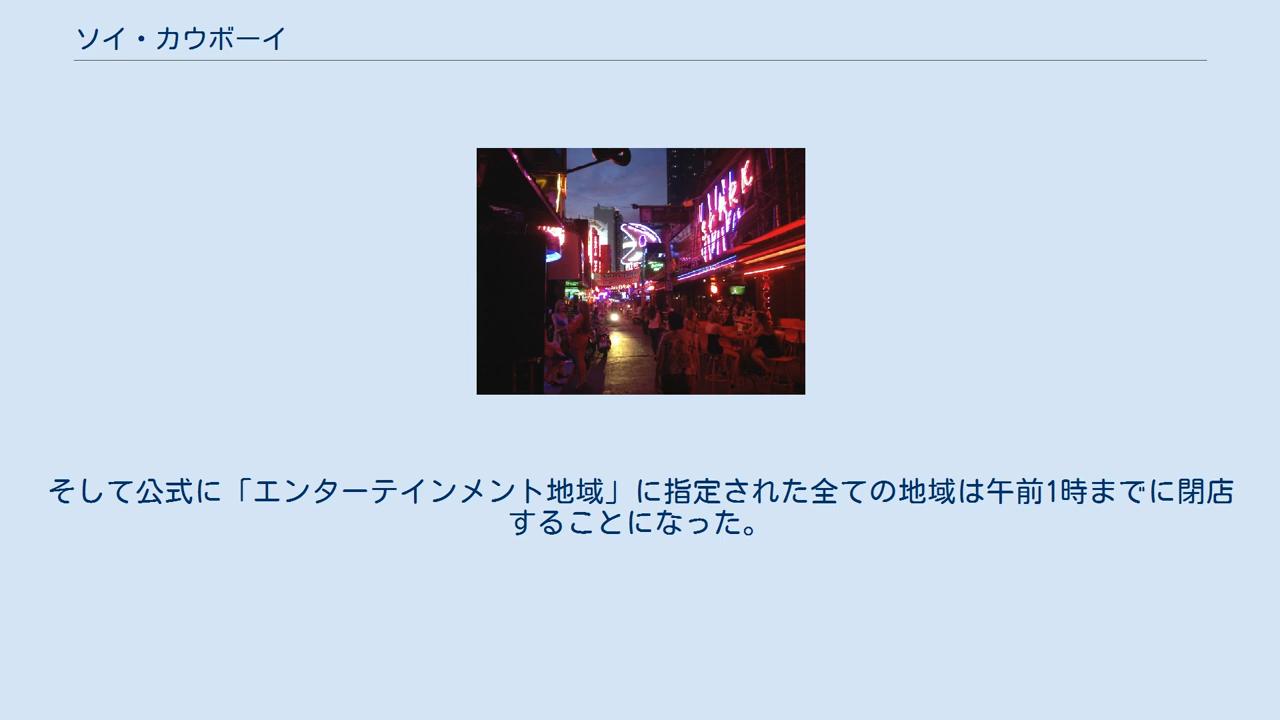 ソイ・カウボーイ
そして公式に「エンターテインメント地域」に指定された全ての地域は午前1時までに閉店
することになった。